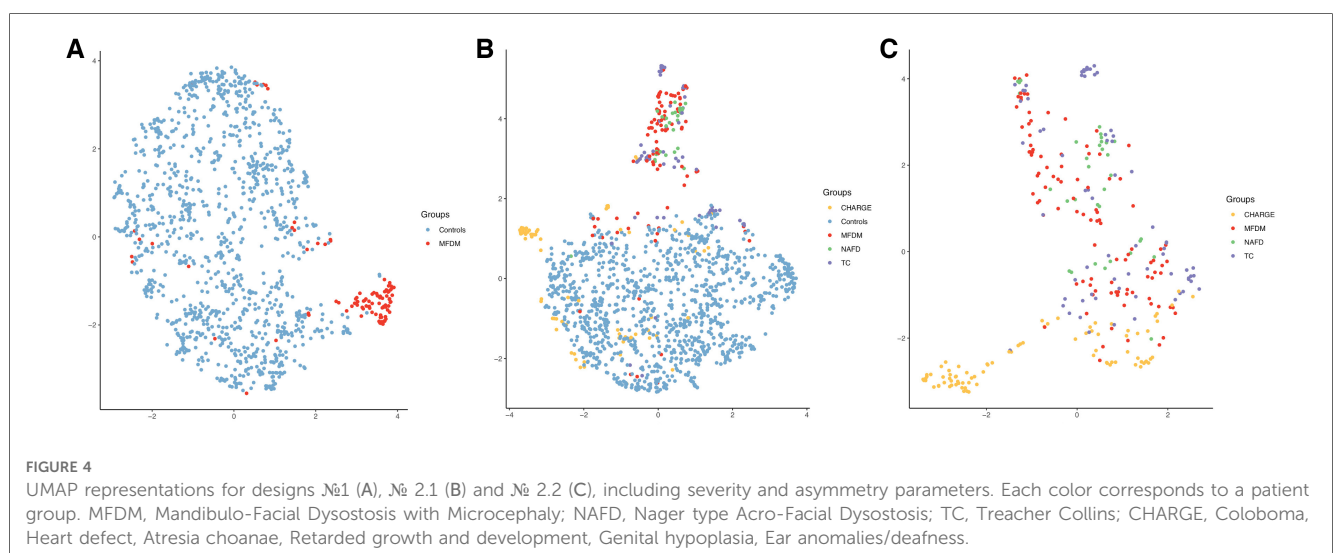 A
B
C
4
2
0
−2
−2
0
2
4
Groups
Controls
MFDM
4
2
0
−2
−4
−2
0
2
4
Groups
CHARGE
Controls
MFDM
NAFD
TC
4
2
0
−2
−2
0
2
Groups
CHARGE
MFDM
NAFD
TC
FIGURE 4
UMAP representations for designs №1 (A), № 2.1 (B) and № 2.2 (C), including severity and asymmetry parameters. Each color corresponds to a patient
group. MFDM, Mandibulo-Facial Dysostosis with Microcephaly; NAFD, Nager type Acro-Facial Dysostosis; TC, Treacher Collins; CHARGE, Coloboma,
Heart defect, Atresia choanae, Retarded growth and development, Genital hypoplasia, Ear anomalies/deafness.